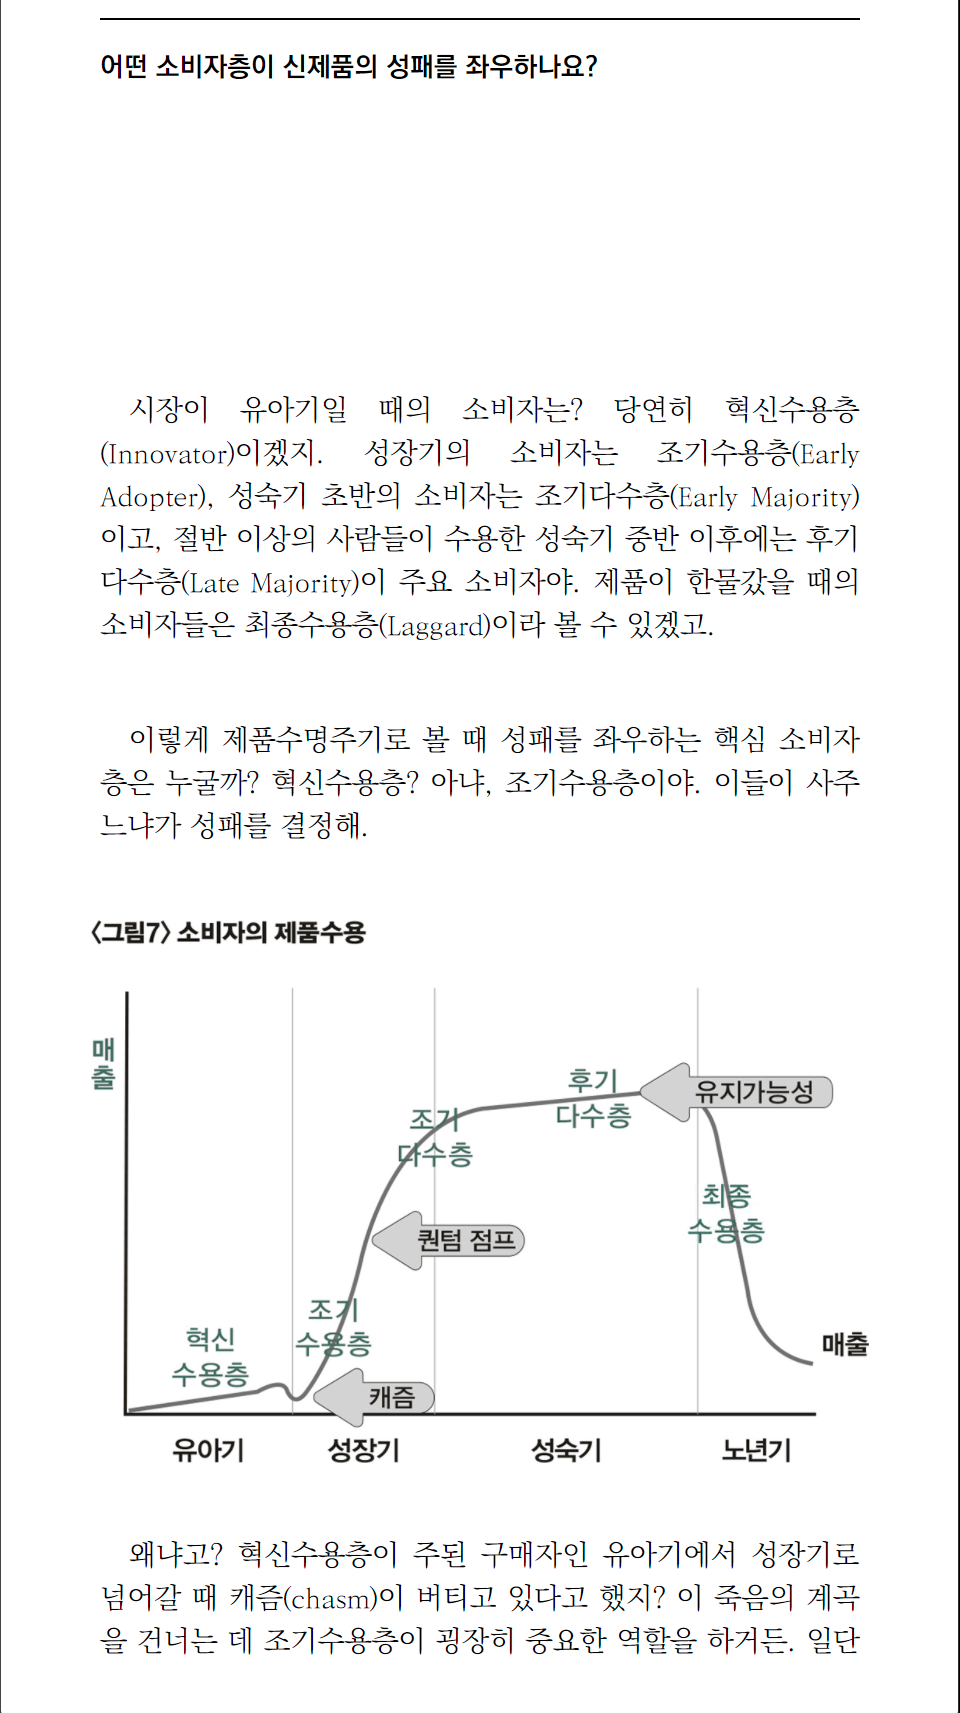 어떤 소비자층이 신제품의 성패를 좌우하나요?
시장이 유아기일 때의 소비자는? 당연히 혁신수용층
(Innovator)이겠지. 성장기의 소비자는 조기수용층(Early
Adopter), 성숙기 초반의 소비자는 조기다수층(Early Majority)
이고, 절반 이상의 사람들이 수용한 성숙기 중반 이후에는 후기
다수층(Late Majority)이 주요 소비자야. 제품이 한물갔을 때의
소비자들은 최종수용층(Laggard)이라 볼 수 있겠고.
이렇게 제품수명주기로 볼 때 성패를 좌우하는 핵심 소비자
층은 누굴까? 혁신수용층? 아냐, 조기수용층이야. 이들이 사주
느냐가 성패를 결정해.
〈그림7〉 소비자의 제품수용
매
출
후기
다수층
유지가능성
조기
다수층
최종
수용층
퀀텀 점프
조기
수용층
혁신
수용층
매출
캐즘
유아기
성장기
성숙기
노년기
왜냐고? 혁신수용층이 주된 구매자인 유아기에서 성장기로
넘어갈 때 캐즘(chasm)이 버티고 있다고 했지? 이 죽음의 계곡
을 건너는 데 조기수용층이 굉장히 중요한 역할을 하거든. 일단